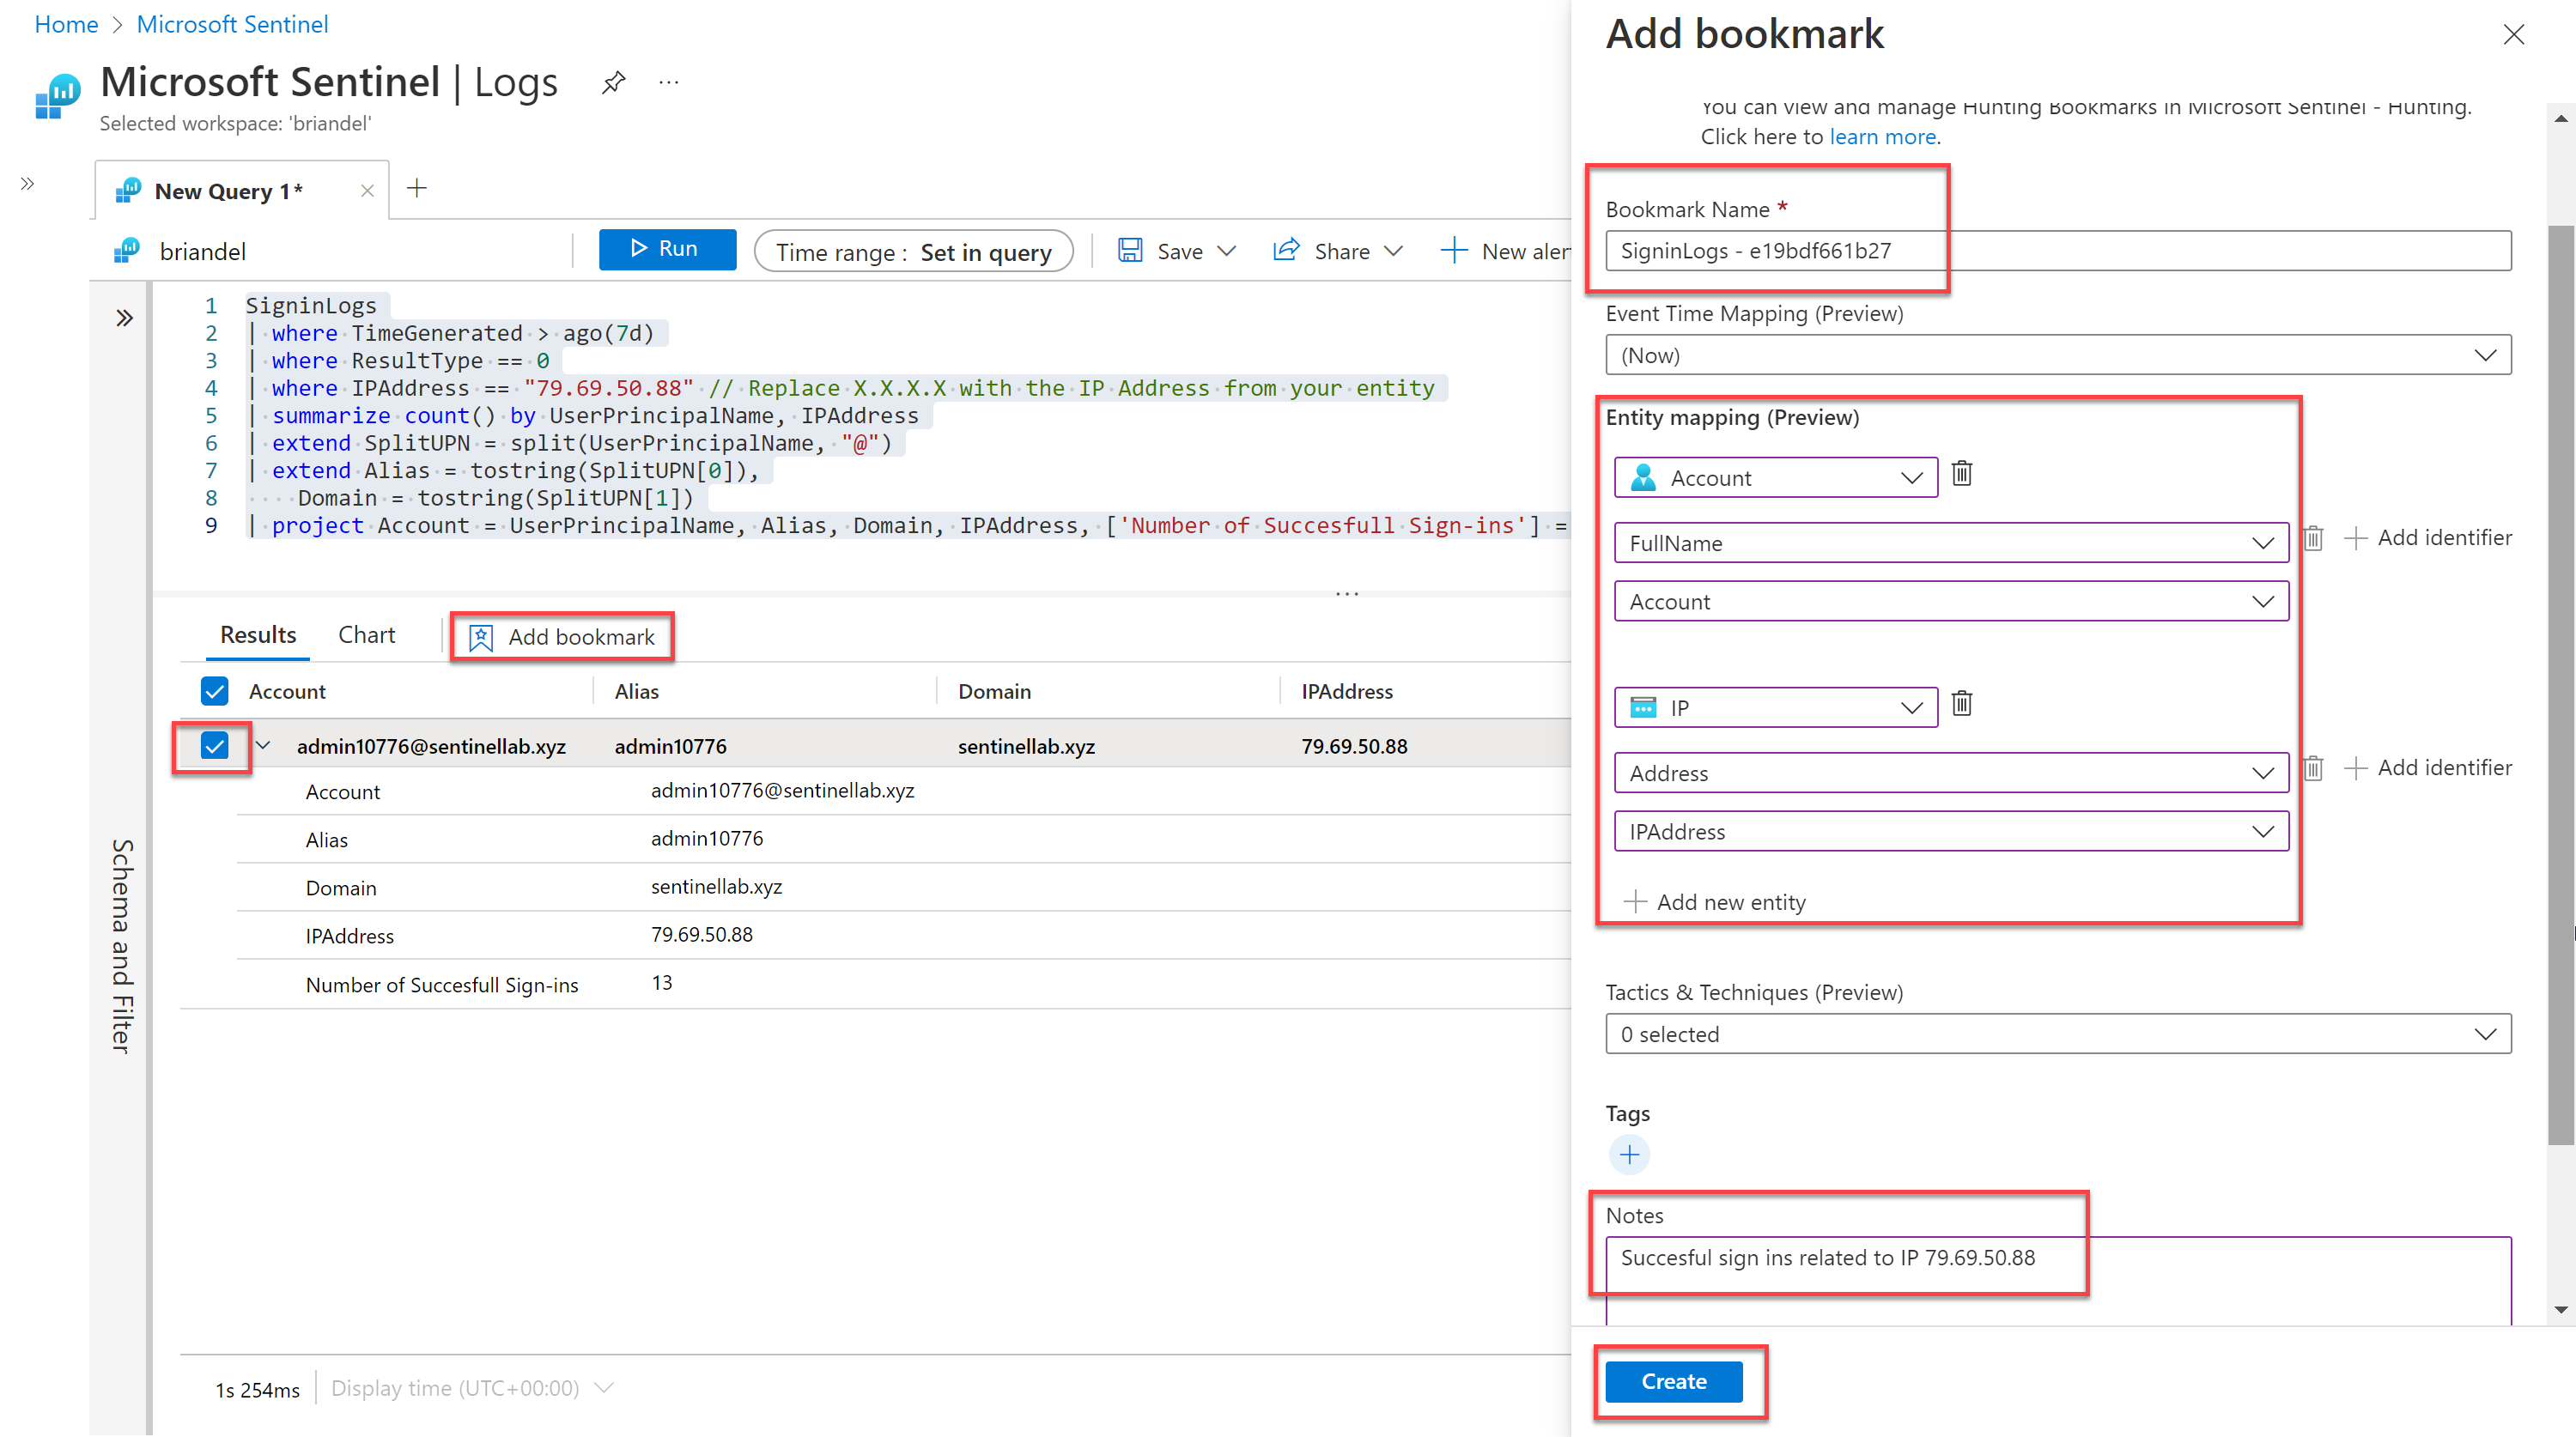 Home > Microsoft Sentinel
Microsoft Sentinel | Logs ...
Selected workspace: 'briandel'
New Query 1*
briandel
Run
Time range : Set in query
Save
Share
New aler
1 SigninLogs
2 | where TimeGenerated > ago(7d)
3 | where ResultType == 0
4 | where IPAddress == "79.69.50.88" // Replace X.X.X.X with the IP Address from your entity
5 | summarize count() by UserPrincipalName, IPAddress
6 | extend SplitUPN = split(UserPrincipalName, "@")
7 | extend Alias = tostring(SplitUPN[0]),
8 Domain = tostring(SplitUPN[1])
9 | project Account = UserPrincipalName, Alias, Domain, IPAddress, ['Number of Succesfull Sign-ins'] =
Schema and Filter
Results
Chart
Add bookmark
Account Alias Domain IPAddress
admin10776@sentinellab.xyz admin10776 sentinellab.xyz 79.69.50.88
Account admin10776@sentinellab.xyz
Alias admin10776
Domain sentinellab.xyz
IPAddress 79.69.50.88
Number of Succesfull Sign-ins 13
1s 254ms
Display time (UTC+00:00)
Add bookmark
You can view and manage Hunting Bookmarks in Microsoft Sentinel - Hunting.
Click here to learn more.
Bookmark Name *
SigninLogs - e19bdf661b27
Event Time Mapping (Preview)
(Now)
Entity mapping (Preview)
Account
FullName
Add identifier
Account
IP
Address
Add identifier
IPAddress
Add new entity
Tactics & Techniques (Preview)
0 selected
Tags
Notes
Succesful sign ins related to IP 79.69.50.88
Create